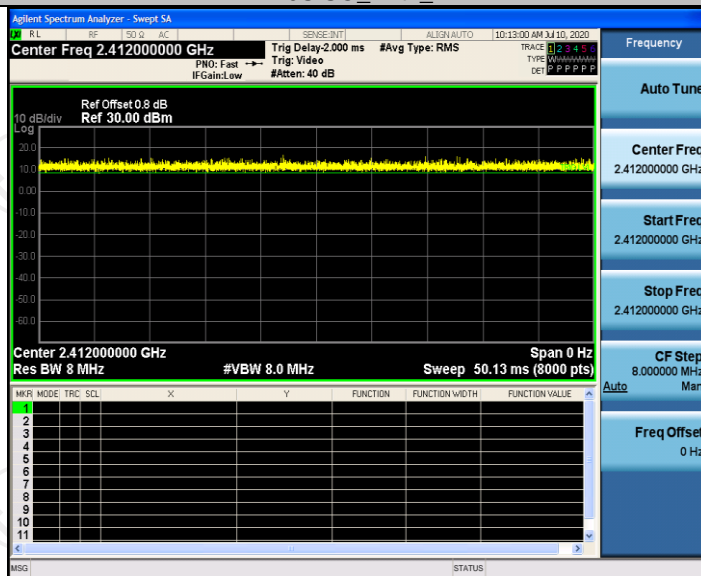 Agilent Spectrum Analyzer - Swept SA
RL RF 50 Ω AC SENSE:INT ALIGN AUTO 10:13:00 AM Jul 10, 2020
Center Freq 2.412000000 GHz
PNO: Fast
IFGain:Low
Trig Delay-2.000 ms
Trig: Video
#Atten: 40 dB
#Avg Type: RMS
TRACE 1 2 3 4 5 6
TYPE
DET P P P P P P
Ref Offset 0.8 dB
10 dB/div Ref 30.00 dBm
Log
20.0
10.0
0.00
-10.0
-20.0
-30.0
-40.0
-50.0
-60.0
Center 2.412000000 GHz Span 0 Hz
Res BW 8 MHz #VBW 8.0 MHz Sweep 50.13 ms (8000 pts)
MKR MODE TRC SCL X Y FUNCTION FUNCTION WIDTH FUNCTION VALUE
1
2
3
4
5
6
7
8
9
10
11
MSG STATUS
Frequency
Auto Tune
Center Freq
2.412000000 GHz
Start Freq
2.412000000 GHz
Stop Freq
2.412000000 GHz
CF Step
8.000000 MHz
Auto Man
Freq Offset
0 Hz